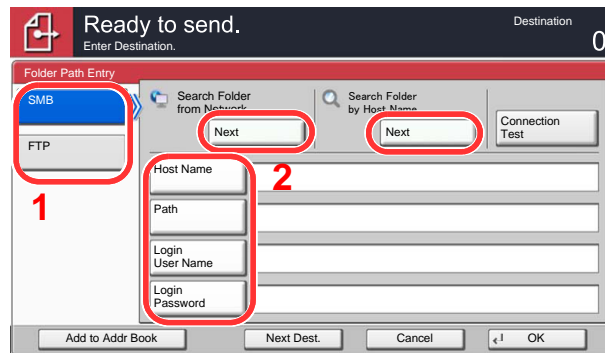 Ready to send.
Enter Destination.
Destination
0
Folder Path Entry
SMB
FTP
1
Search Folder
from Network
Next
Search Folder
by Host Name
Next
Connection
Test
2
Host Name
Path
Login
User Name
Login
Password
Add to Addr Book
Next Dest.
Cancel
OK